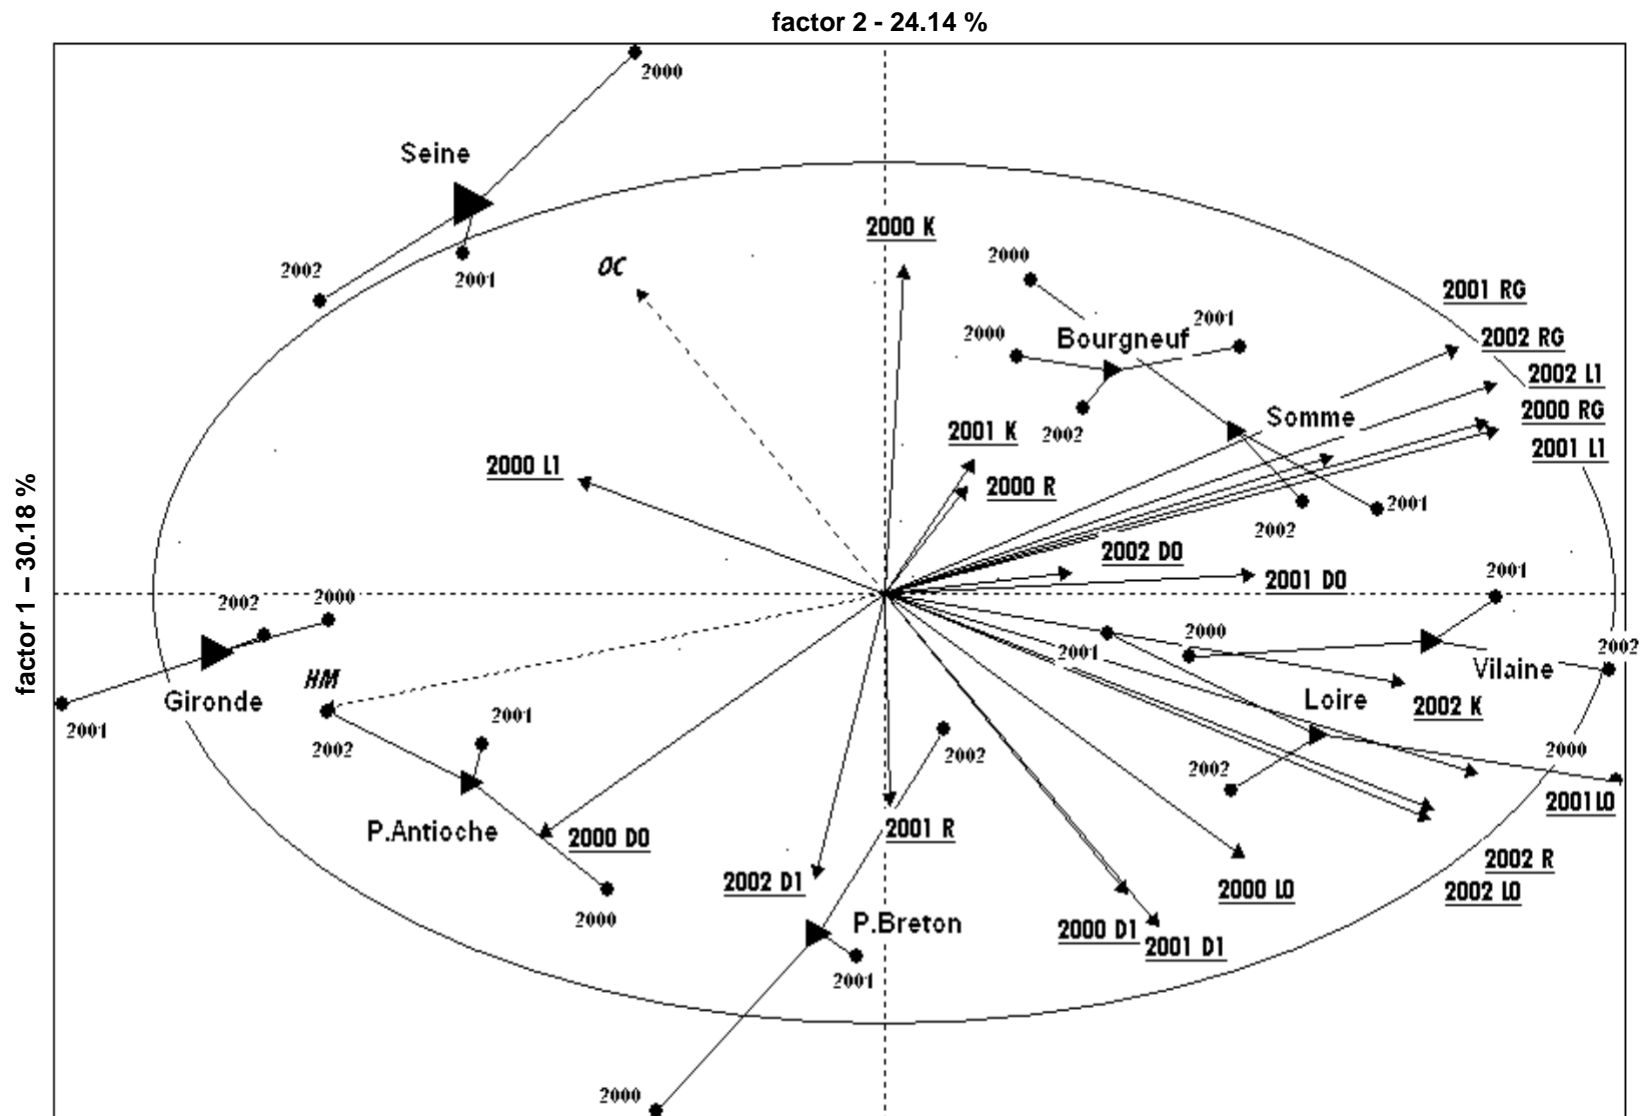 factor 2 - 24.14 %
2000
Seine
2000 K
2000
OC
2002
2001
2001 RG
2001
2000
Bourgneuf
2002 RG
2002 L1
2000 RG
Somme
2001 K
2002
2001 L1
2000 L1
2000 R
2001
2002
factor 1 – 30.18 %
2002 D0
2001 D0
2001
2002
2000
2000
2002
2001
Vilaine
HM
Gironde
Loire
2002 K
2001
2001
2002
2002
2000
2002
2001 L0
P.Antioche
2001 R
2000 D0
2002 R
2002 D1
2000 L0
2002 L0
2000
P.Breton
2000 D1
2001 D1
2001
2000